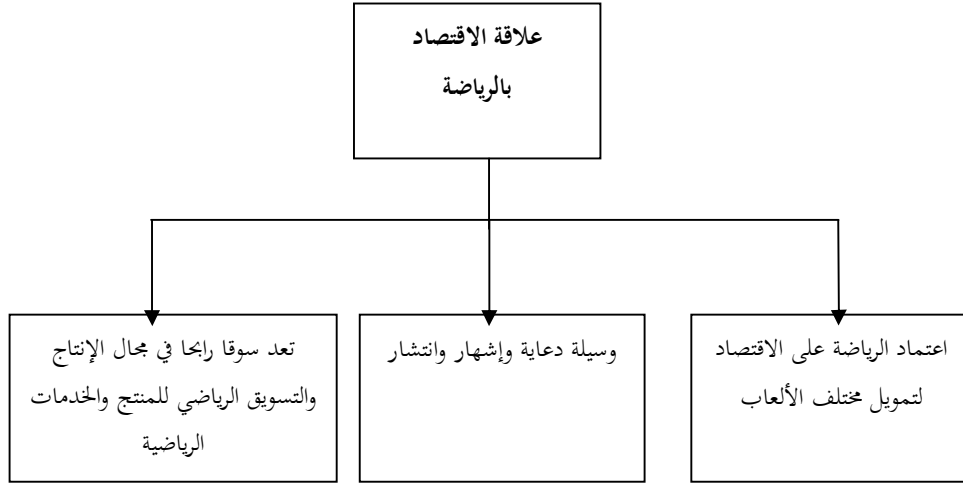 علاقة الاقتصاد
بالرياضة
اعتماد الرياضة على الاقتصاد
لتمويل مختلف الألعاب
وسيلة دعاية وإشهار وانتشار
تعد سوقا رابحا في مجال الإنتاج
والتسويق الرياضي للمنتج والخدمات
الرياضية